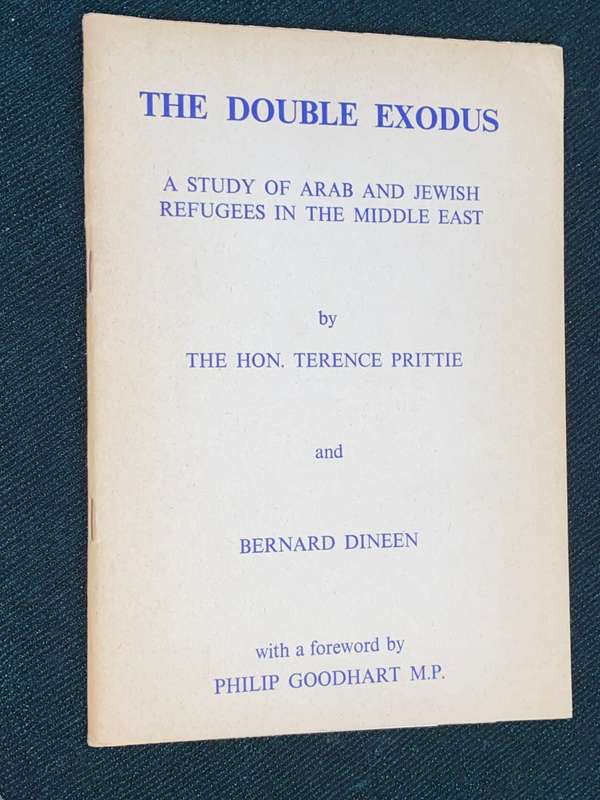 THE DOUBLE EXODUS
A STUDY OF ARAB AND JEWISH
REFUGEES IN THE MIDDLE EAST
by
THE HON. TERENCE PRITTIE
and
BERNARD DINEEN
with a foreword by
PHILIP GOODHART M.P.